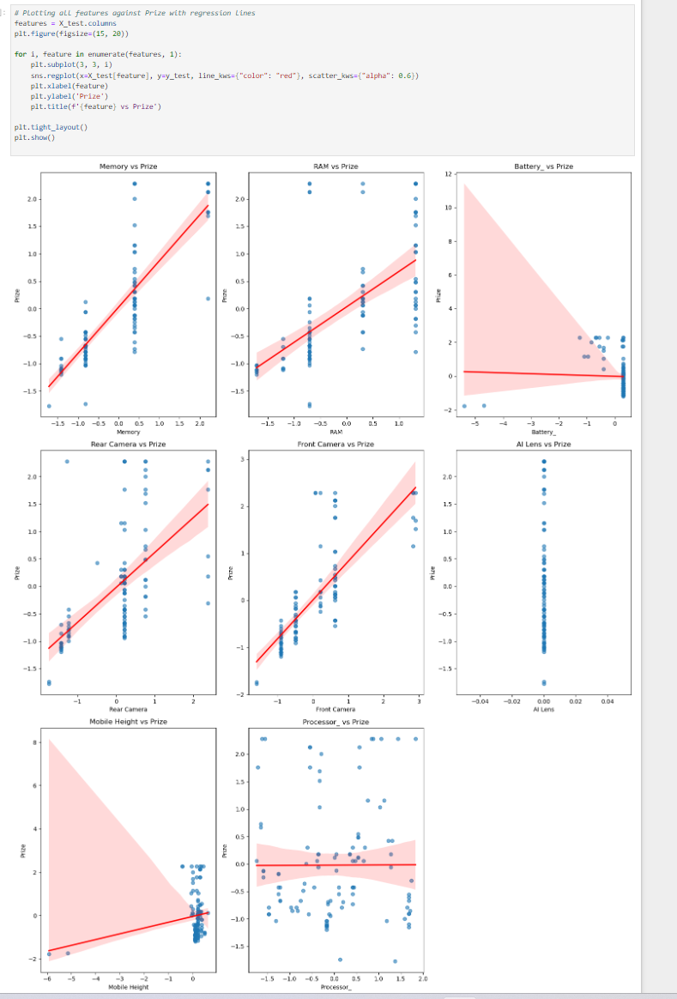 ]:
# Plotting all features against Prize with regression lines
features = X_test.columns
plt.figure(figsize=(15, 20))
for i, feature in enumerate(features, 1):
    plt.subplot(3, 3, i)
    sns.regplot(x=X_test[feature], y=y_test, line_kws={"color": "red"}, scatter_kws={"alpha": 0.6})
    plt.xlabel(feature)
    plt.ylabel('Prize')
    plt.title(f'{feature} vs Prize')
plt.tight_layout()
plt.show()
Memory vs Prize
2.0
1.5
1.0
0.5
0.0
−0.5
−1.0
−1.5
Prize
−1.5 −1.0 −0.5 0.0 0.5 1.0 1.5 2.0
Memory
RAM vs Prize
2.0
1.5
1.0
0.5
0.0
−0.5
−1.0
−1.5
Prize
−1.5 −1.0 −0.5 0.0 0.5 1.0
RAM
Battery_ vs Prize
12
10
8
6
4
2
0
−2
Prize
−5 −4 −3 −2 −1 0
Battery_
Rear Camera vs Prize
2.0
1.5
1.0
0.5
0.0
−0.5
−1.0
−1.5
Prize
−1 0 1 2
Rear Camera
Front Camera vs Prize
3
2
1
0
−1
−2
Prize
−1 0 1 2 3
Front Camera
AI Lens vs Prize
2.0
1.5
1.0
0.5
0.0
−0.5
−1.0
−1.5
Prize
−0.04 −0.02 0.00 0.02 0.04
AI Lens
Mobile Height vs Prize
8
6
4
2
0
−2
Prize
−6 −5 −4 −3 −2 −1 0
Mobile Height
Processor_ vs Prize
2.0
1.5
1.0
0.5
0.0
−0.5
−1.0
−1.5
Prize
−1.5 −1.0 −0.5 0.0 0.5 1.0 1.5 2.0
Processor_